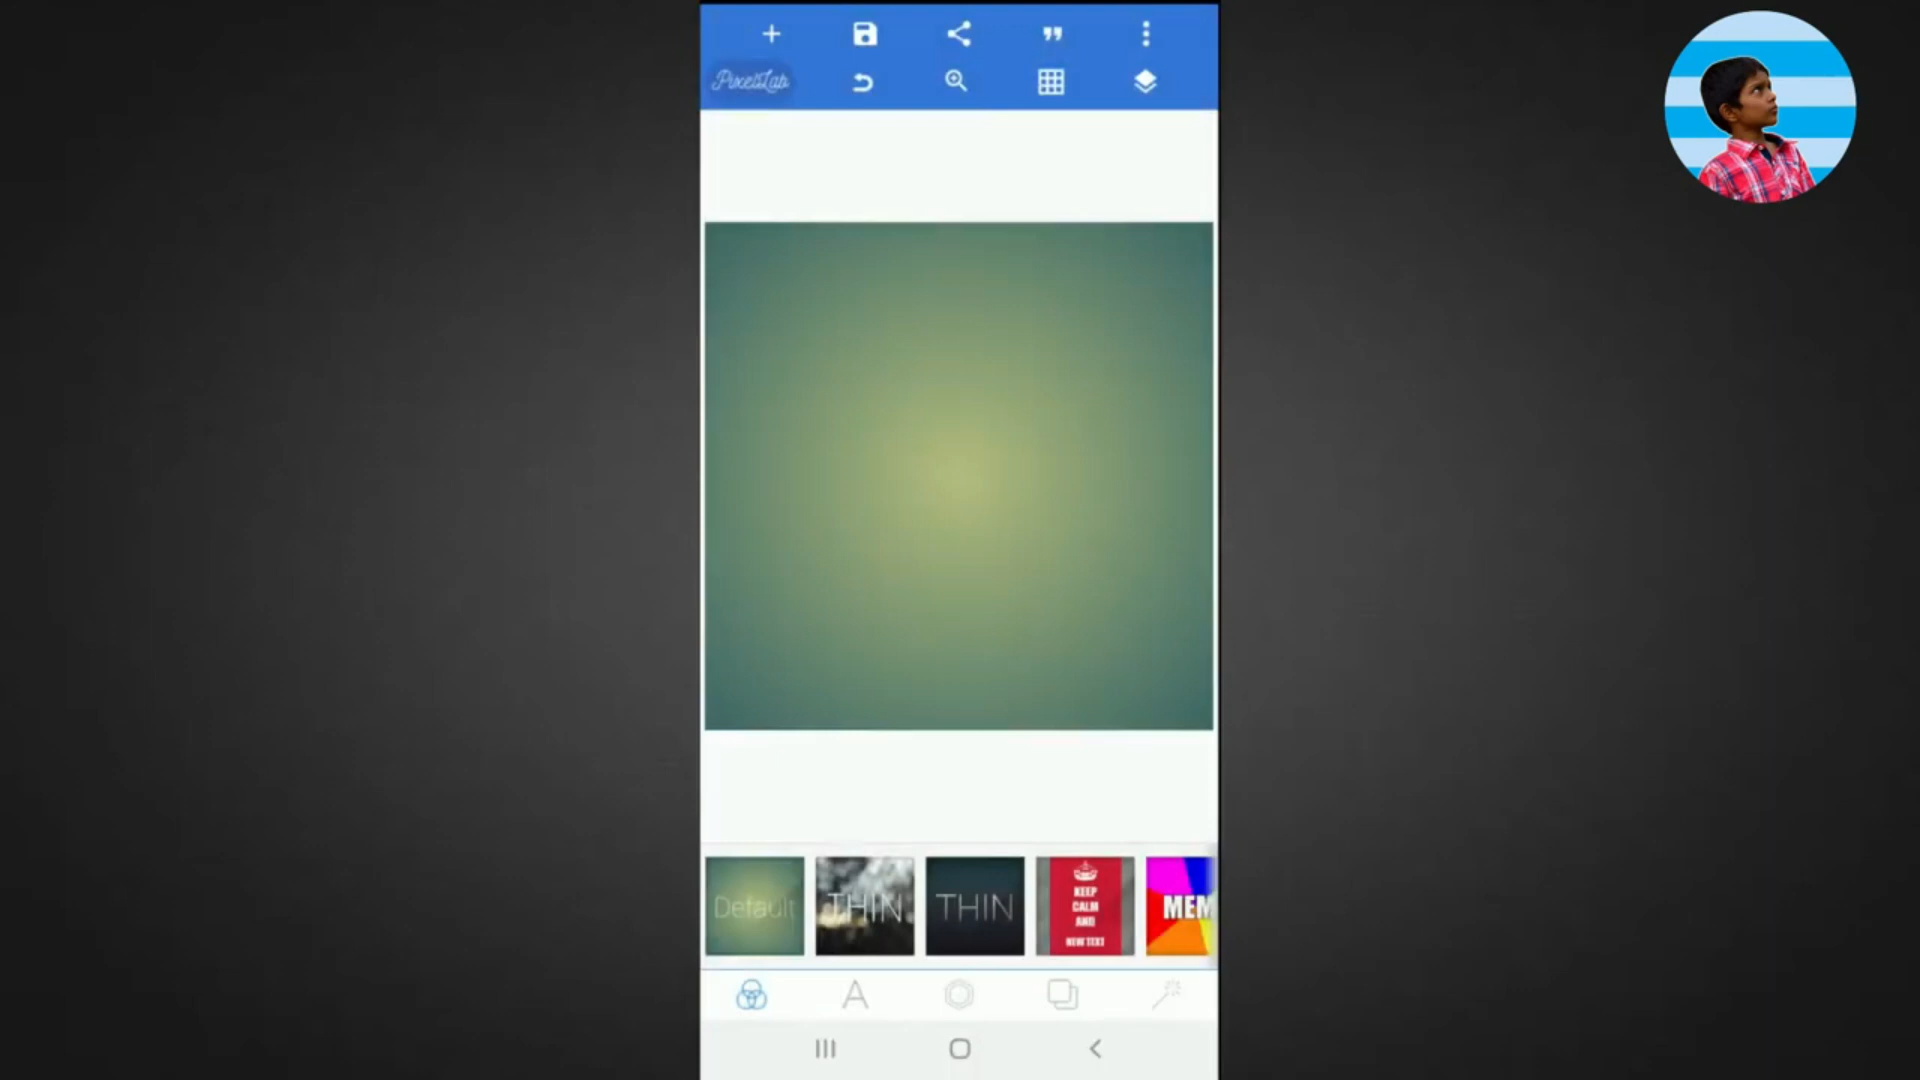 PixelLab
Default
THIN
THIN
KEEP
CALM
AND
NEW TEXT
MEM